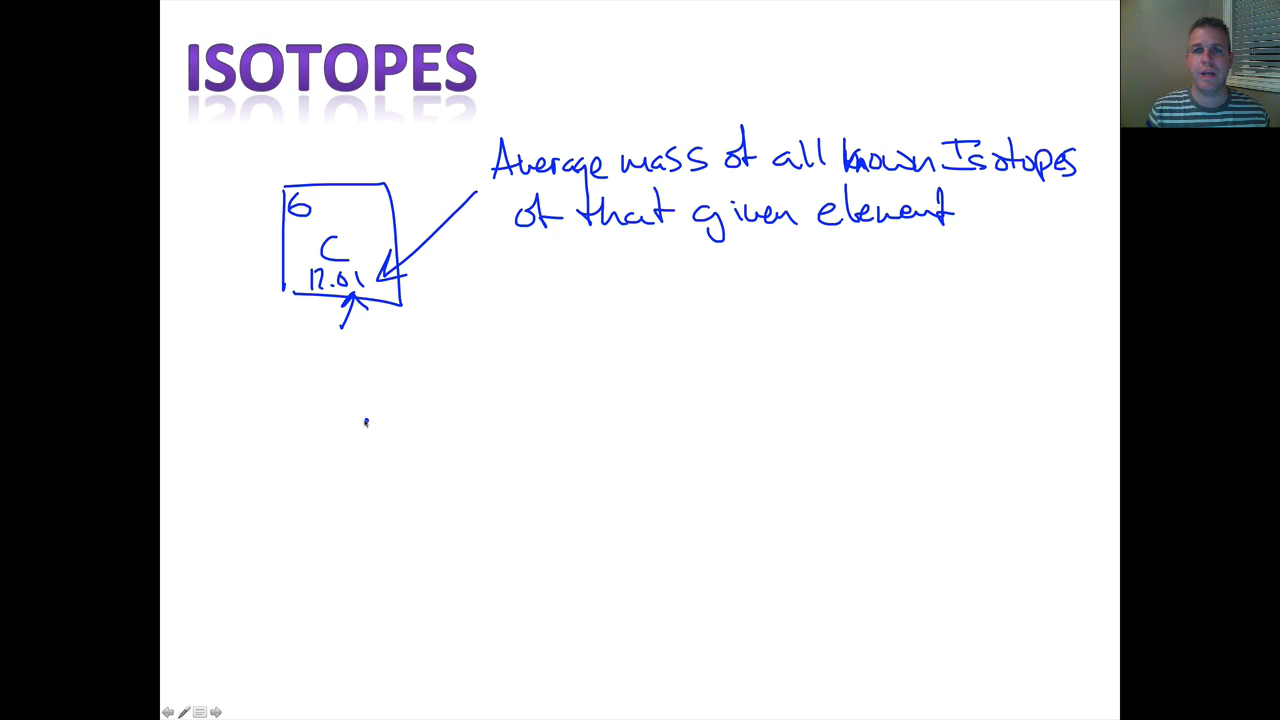 ISOTOPES
Average mass of all known Isotopes
of that given element
6
C
12.01